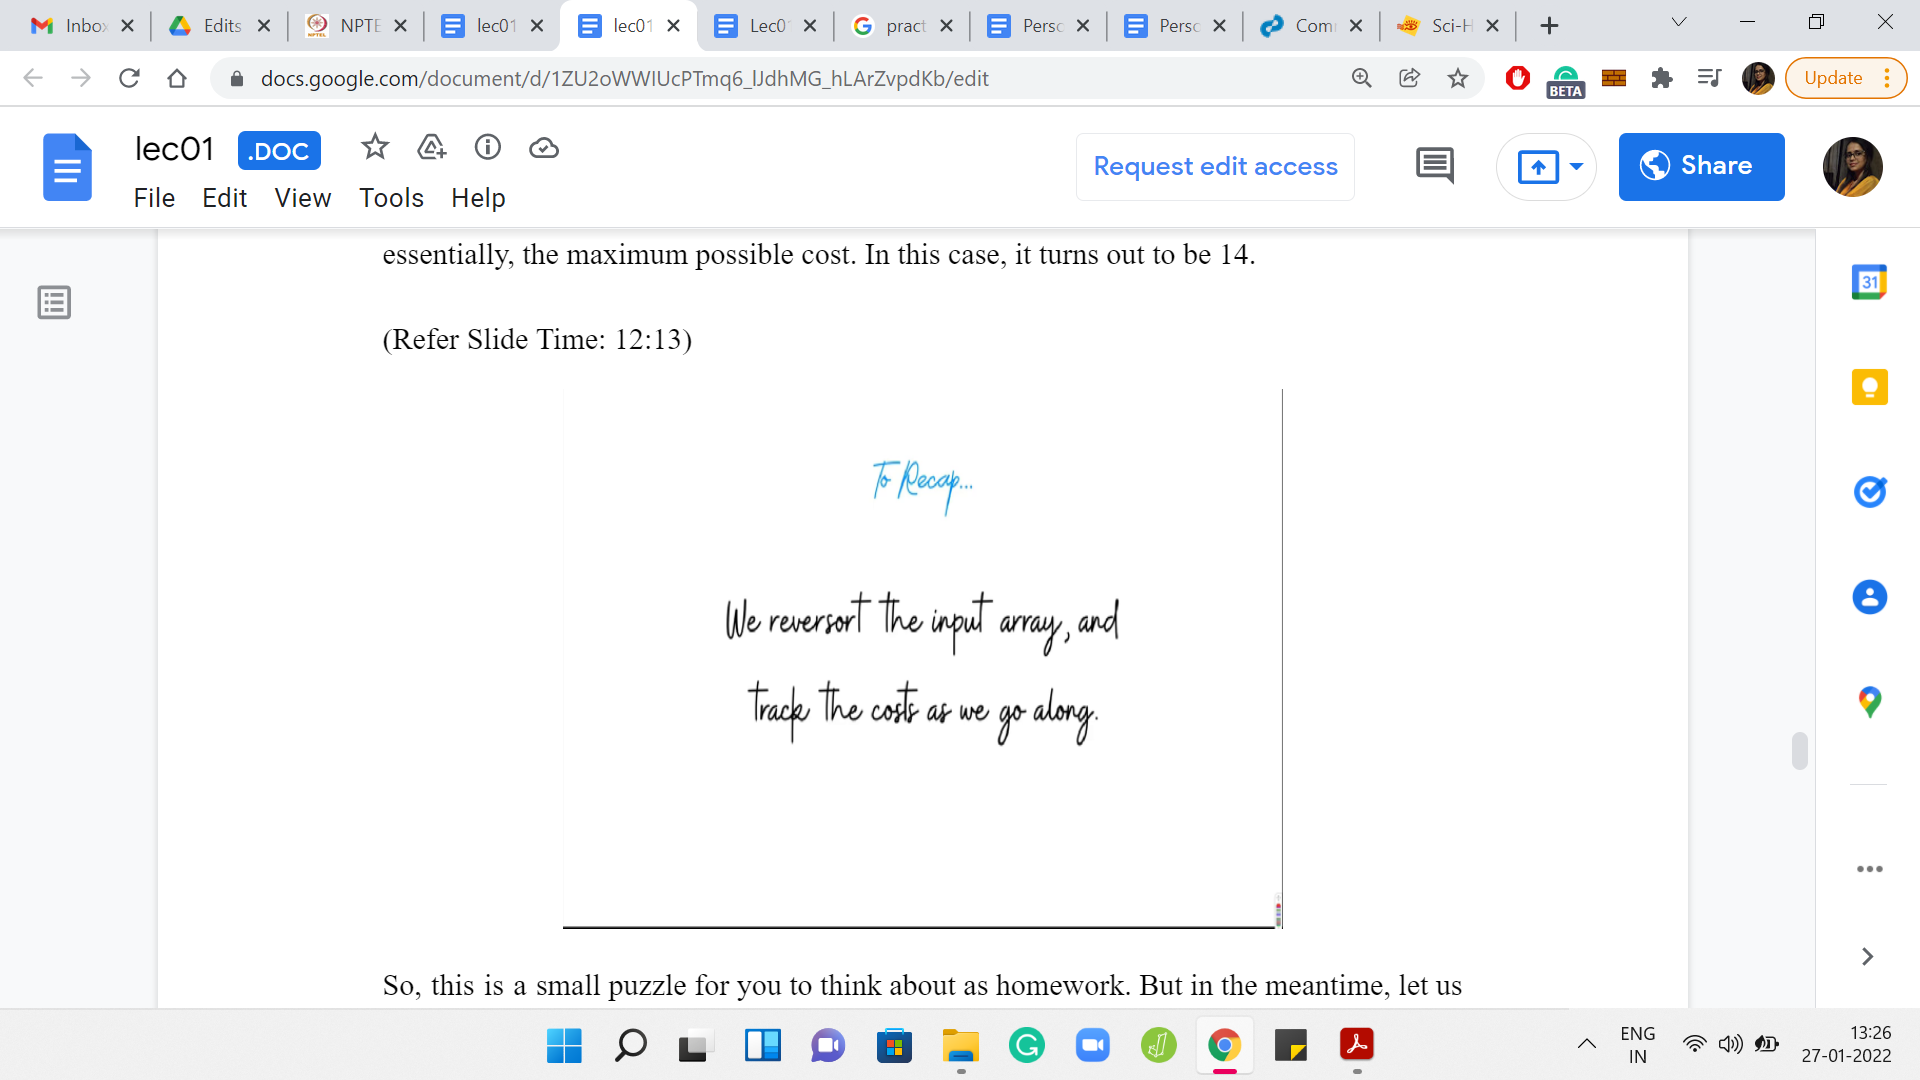 Inbo
Edits
NPTE
lec01
lec01
Lec0
pract
Perso
Perso
Com
Sci-H
docs.google.com/document/d/1ZU2oWWIUcPTmq6_lJdhMG_hLArZvpdKb/edit
BETA
Update
lec01 .DOC
Request edit access
Share
File Edit View Tools Help
31
essentially, the maximum possible cost. In this case, it turns out to be 14.
(Refer Slide Time: 12:13)
To Recap...
We reversort the input array, and
track the costs as we go along.
So, this is a small puzzle for you to think about as homework. But in the meantime, let us
ENG
IN
13:26
27-01-2022